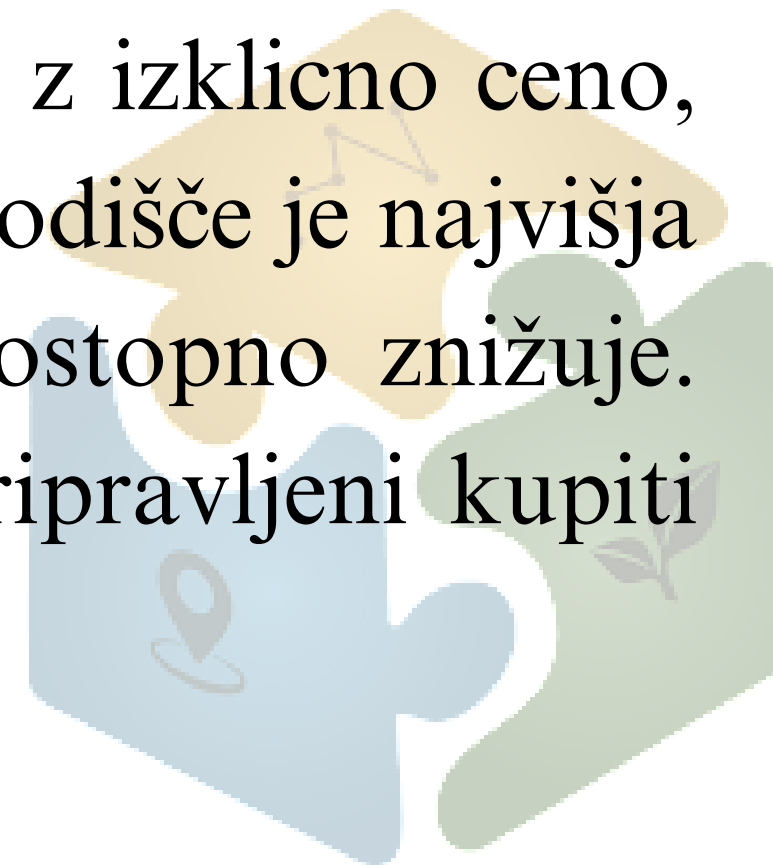 z izklicno ceno,
odišče je najvišja
ostopno znižuje.
ripravljeni kupiti